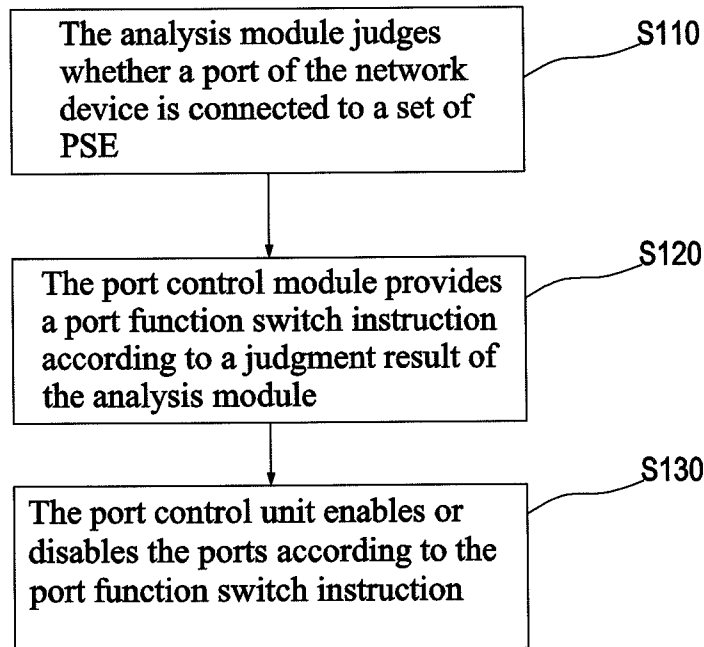 The analysis module judges
whether a port of the network
device is connected to a set of
PSE
S110
The port control module provides
a port function switch instruction
according to a judgment result of
the analysis module
S120
The port control unit enables or
disables the ports according to the
port function switch instruction
S130